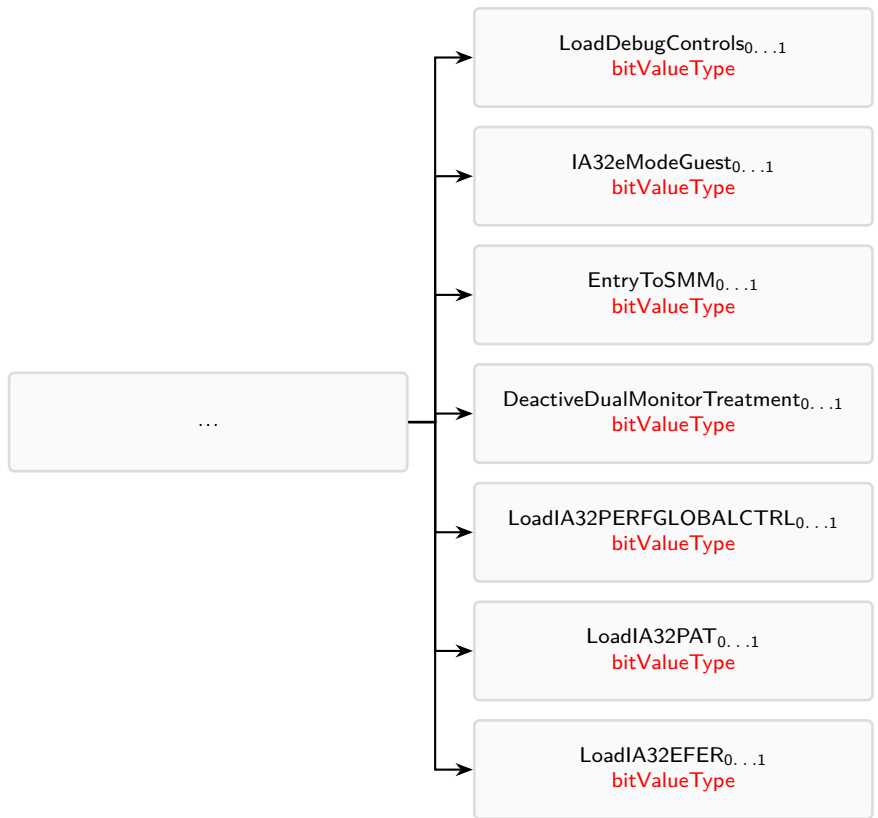 LoadDebugControls0...1
bitValueType
IA32eModeGuest0...1
bitValueType
EntryToSMM0...1
bitValueType
...
DeactiveDualMonitorTreatment0...1
bitValueType
LoadIA32PERFGLOBALCTRL0...1
bitValueType
LoadIA32PAT0...1
bitValueType
LoadIA32EFER0...1
bitValueType